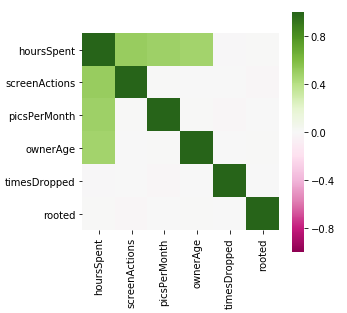 hoursSpent
screenActions
picsPerMonth
ownerAge
timesDropped
rooted
hoursSpent
screenActions
picsPerMonth
ownerAge
timesDropped
rooted
0.8
0.4
0.0
−0.4
−0.8